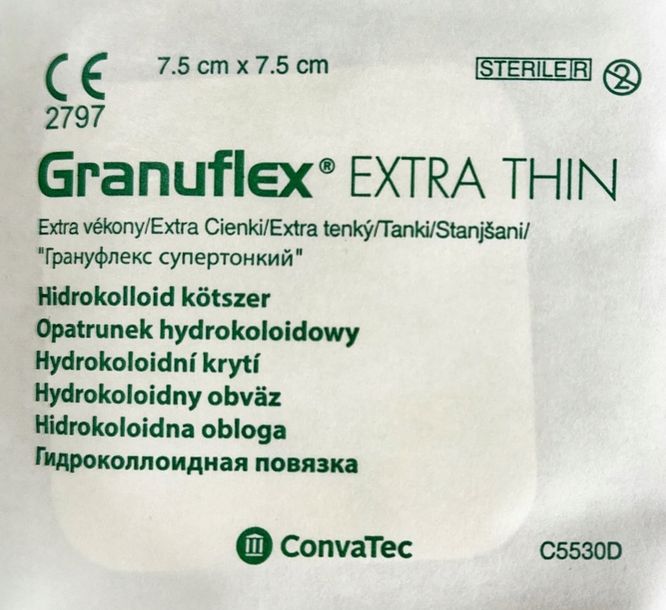 CE 7.5 cm x 7.5 cm STERILE R 2
2797
Granuflex® EXTRA THIN
Extra vékony/Extra Cienki/Extra tenký/Tanki/Stanjšani/
"Грануфлекс супертонкий"
Hidrokolloid kötszer
Opatrunek hydrokoloidowy
Hydrokoloidní krytí
Hydrokoloidny obväz
Hidrokoloidna obloga
Гидроколлоидная повязка
ConvaTec C5530D